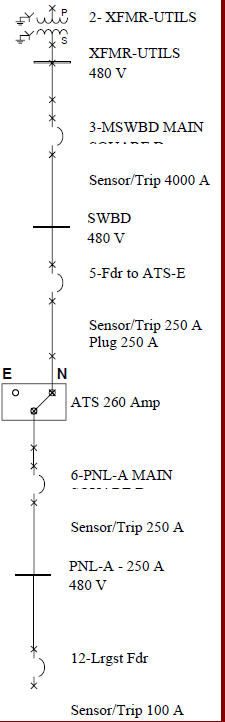 P
2- XFMR-UTILS
S
XFMR-UTILS
480 V
3-MSWBD MAIN
Sensor/Trip 4000 A
SWBD
480 V
5-Fdr to ATS-E
Sensor/Trip 250 A
Plug 250 A
E N
ATS 260 Amp
6-PNL-A MAIN
Sensor/Trip 250 A
PNL-A - 250 A
480 V
12-Lrgst Fdr
Sensor/Trip 100 A